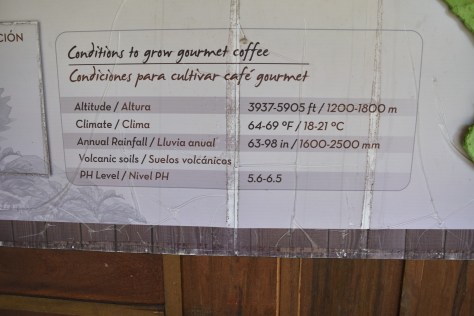 CIÓN
Conditions to grow gourmet coffee
Condiciones para cultivar café gourmet
Altitude / Altura 3937-5905 ft / 1200-1800 m
Climate / Clima 64-69 ºF / 18-21 ºC
Annual Rainfall / Lluvia anual 63-98 in / 1600-2500 mm
Volcanic soils / Suelos volcánicos
PH Level / Nivel PH 5.6-6.5